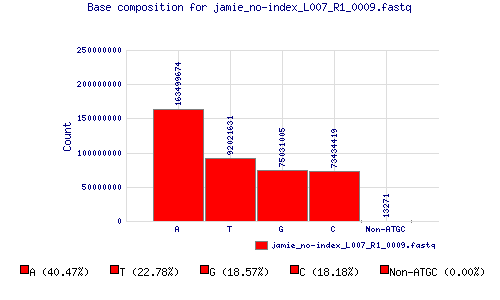 Base composition for jamie_no-index_L007_R1_0009.fastq
250000000
200000000
150000000
100000000
50000000
0
Count
163499674
92021631
75031005
73434419
13271
A T G C Non-ATGC
jamie_no-index_L007_R1_0009.fastq
A (40.47%) T (22.78%) G (18.57%) C (18.18%) Non-ATGC (0.00%)